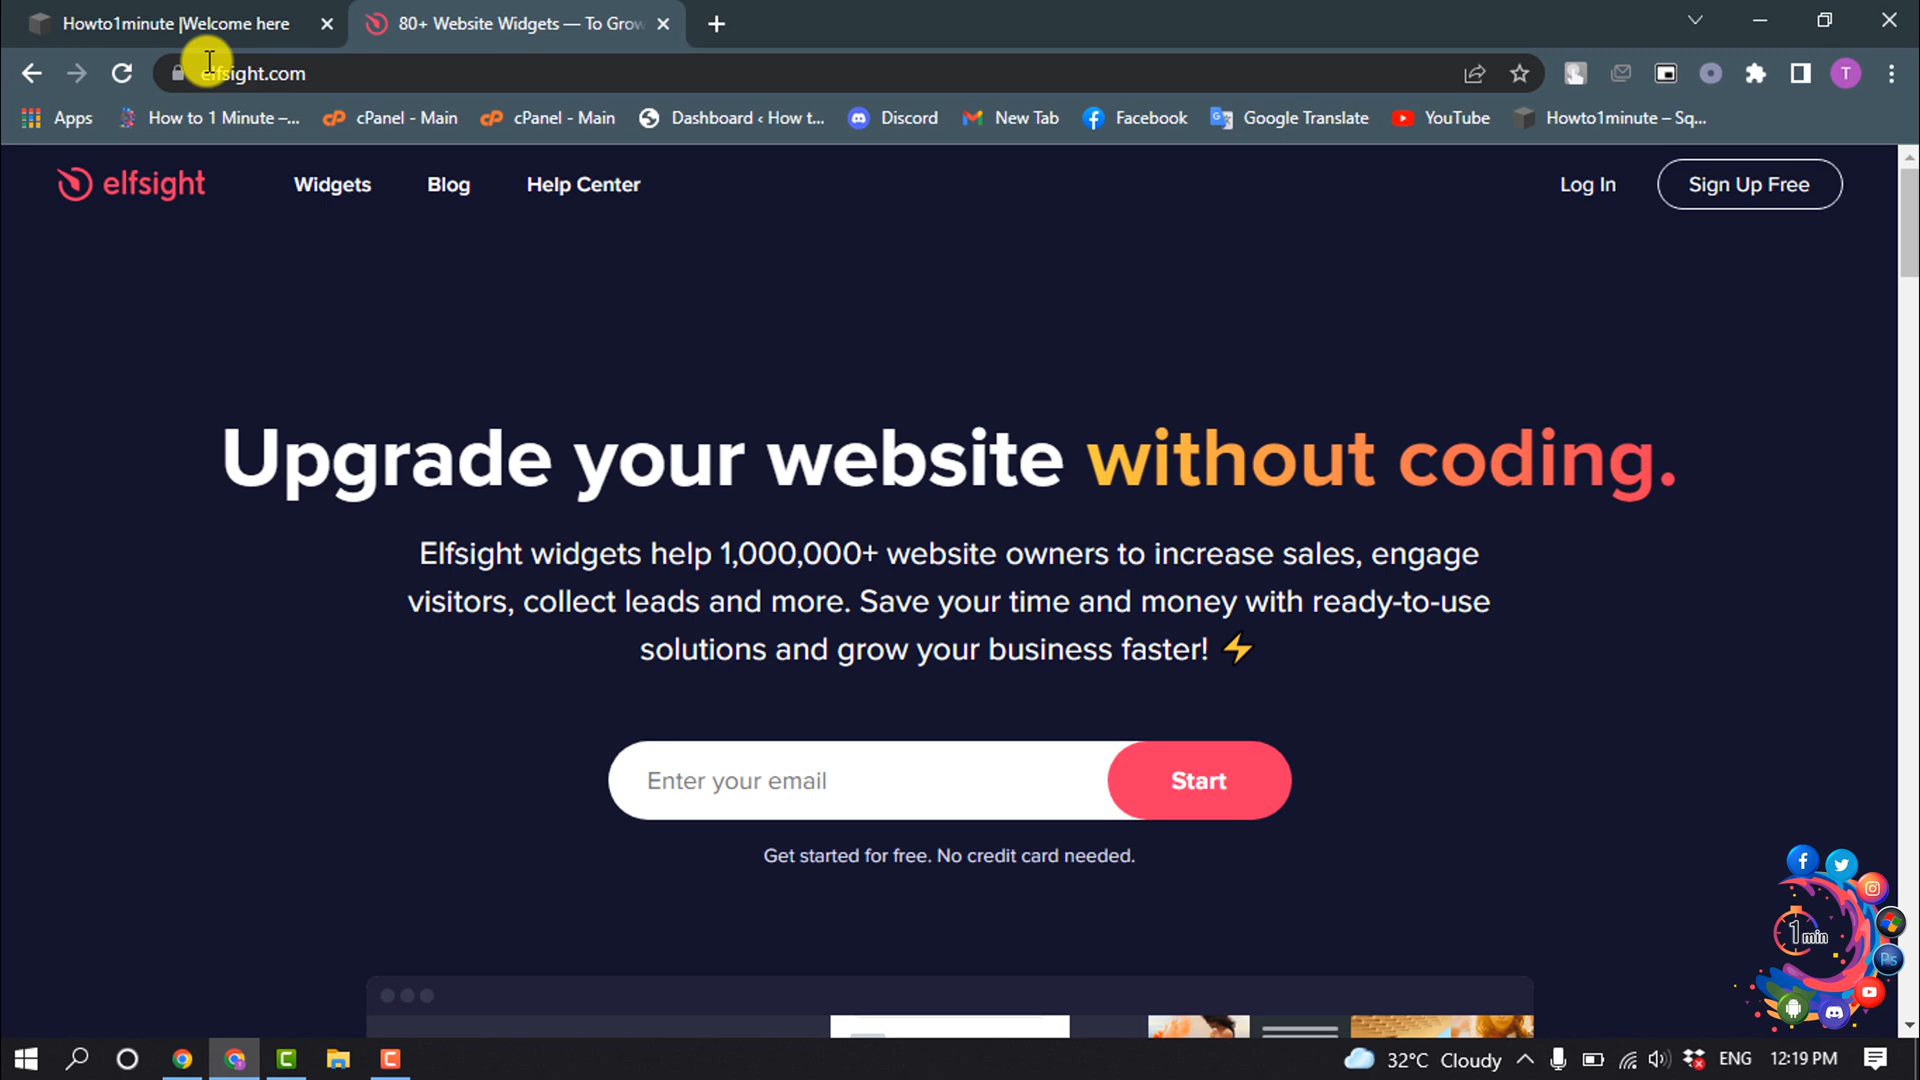 Howto1minute |Welcome here
80+ Website Widgets — To Grow
elfsight.com
T
Apps
How to 1 Minute –...
cPanel - Main
cPanel - Main
Dashboard ‹ How t...
Discord
New Tab
Facebook
Google Translate
YouTube
Howto1minute – Sq...
elfsight
Widgets
Blog
Help Center
Log In
Sign Up Free
Upgrade your website without coding.
Elfsight widgets help 1,000,000+ website owners to increase sales, engage
visitors, collect leads and more. Save your time and money with ready-to-use
solutions and grow your business faster! ⚡
Enter your email
Start
Get started for free. No credit card needed.
1 min
Ps
32°C Cloudy
ENG
12:19 PM